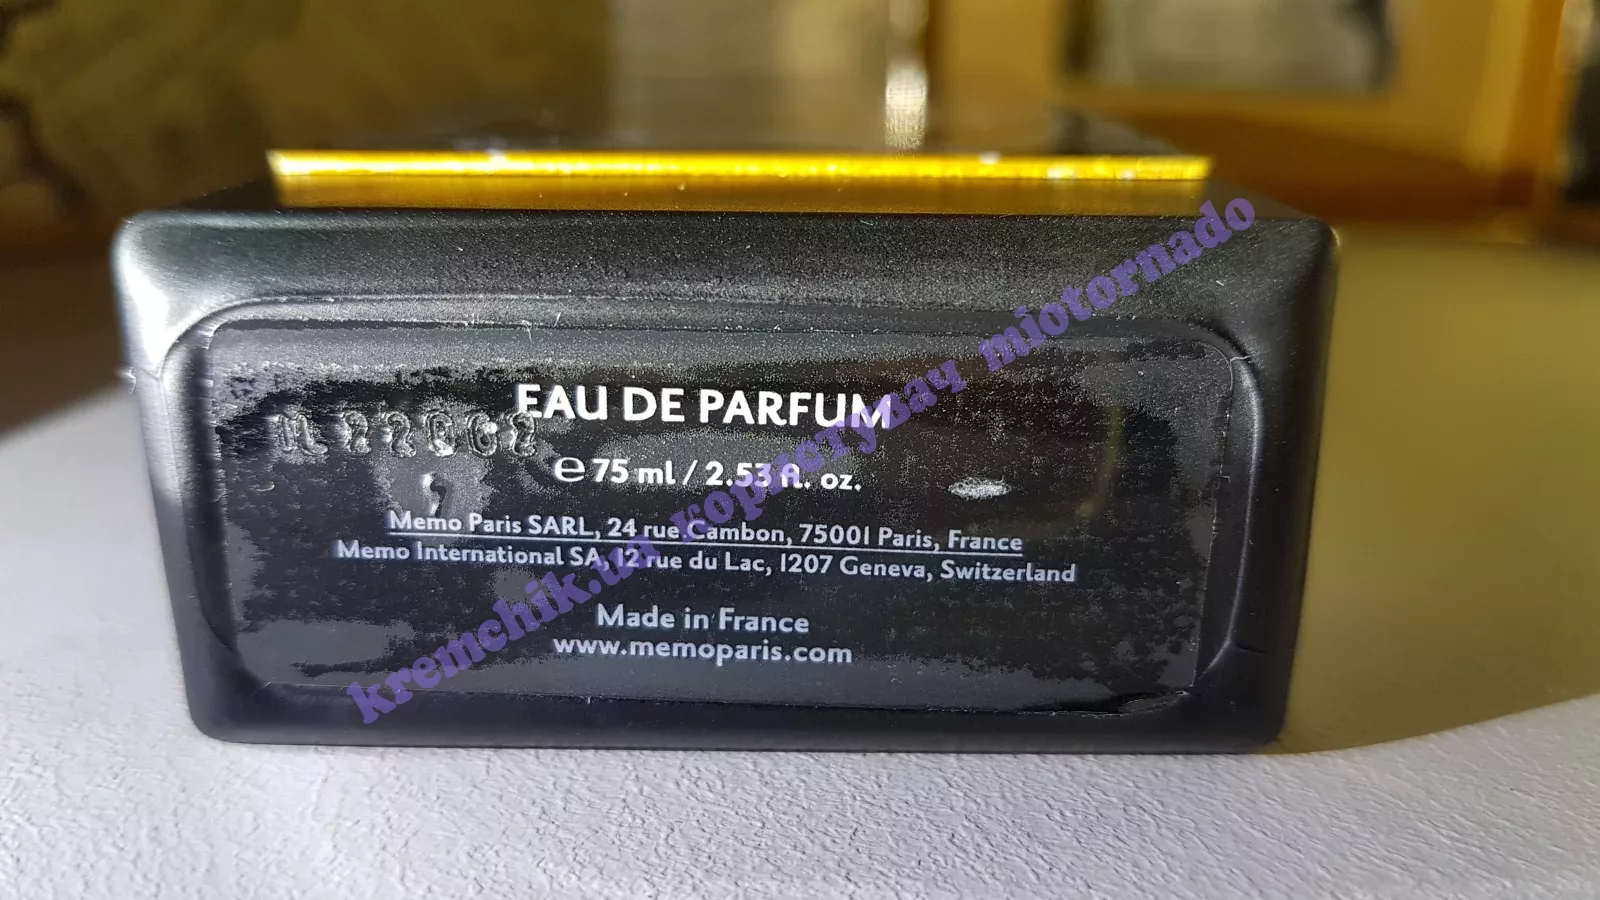 EAU DE PARFUM
e 75 ml / 2.53 fl. oz.
Memo Paris SARL, 24 rue Cambon, 75001 Paris, France
Memo International SA, 12 rue du Lac, 1207 Geneva, Switzerland
Made in France
www.memoparis.com
kremchik.ua користувач miotornado